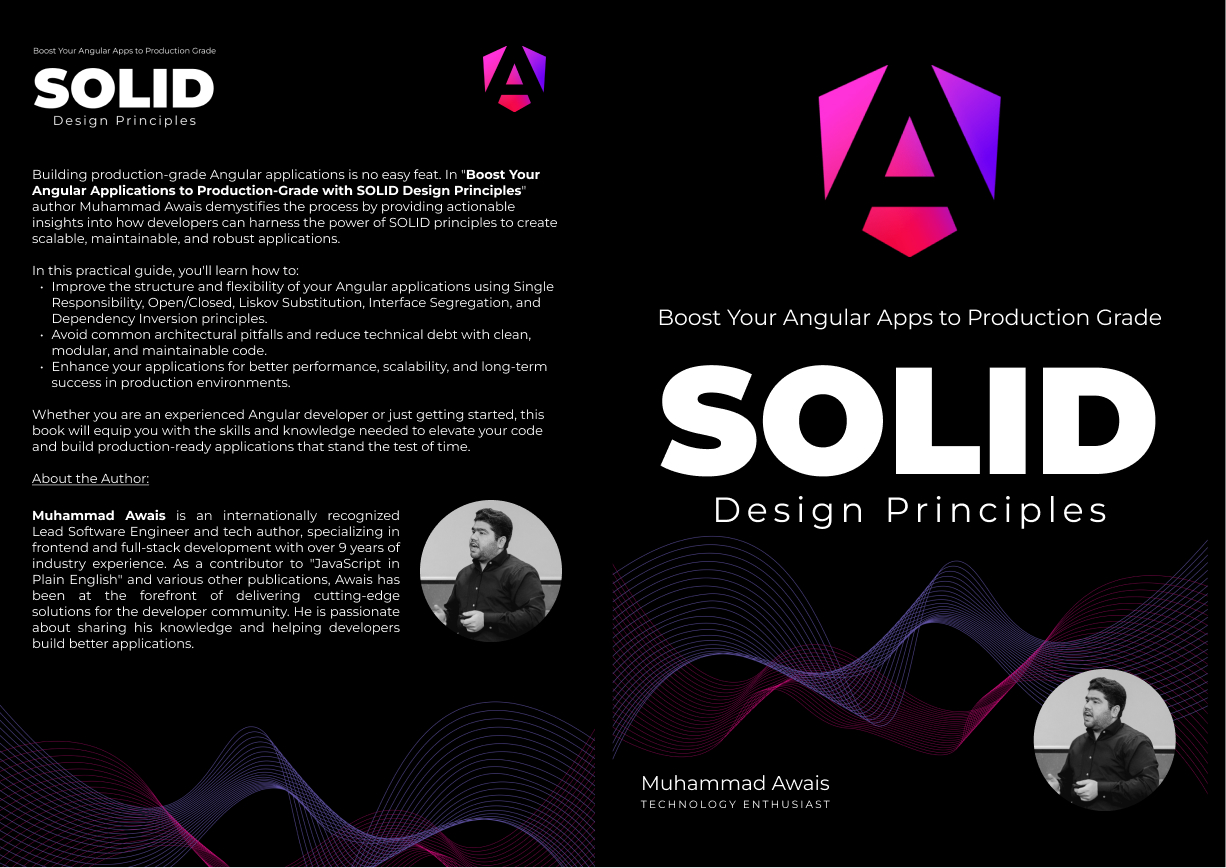 Boost Your Angular Apps to Production Grade
SOLID
Design Principles
Building production-grade Angular applications is no easy feat. In "Boost Your
Angular Applications to Production-Grade with SOLID Design Principles"
author Muhammad Awais demystifies the process by providing actionable
insights into how developers can harness the power of SOLID principles to create
scalable, maintainable, and robust applications.
In this practical guide, you'll learn how to:
• Improve the structure and flexibility of your Angular applications using Single
Responsibility, Open/Closed, Liskov Substitution, Interface Segregation, and
Dependency Inversion principles.
• Avoid common architectural pitfalls and reduce technical debt with clean,
modular, and maintainable code.
• Enhance your applications for better performance, scalability, and long-term
success in production environments.
Whether you are an experienced Angular developer or just getting started, this
book will equip you with the skills and knowledge needed to elevate your code
and build production-ready applications that stand the test of time.
About the Author:
Muhammad Awais is an internationally recognized
Lead Software Engineer and tech author, specializing in
frontend and full-stack development with over 9 years of
industry experience. As a contributor to "JavaScript in
Plain English" and various other publications, Awais has
been at the forefront of delivering cutting-edge
solutions for the developer community. He is passionate
about sharing his knowledge and helping developers
build better applications.
Boost Your Angular Apps to Production Grade
SOLID
Design Principles
Muhammad Awais
TECHNOLOGY ENTHUSIAST